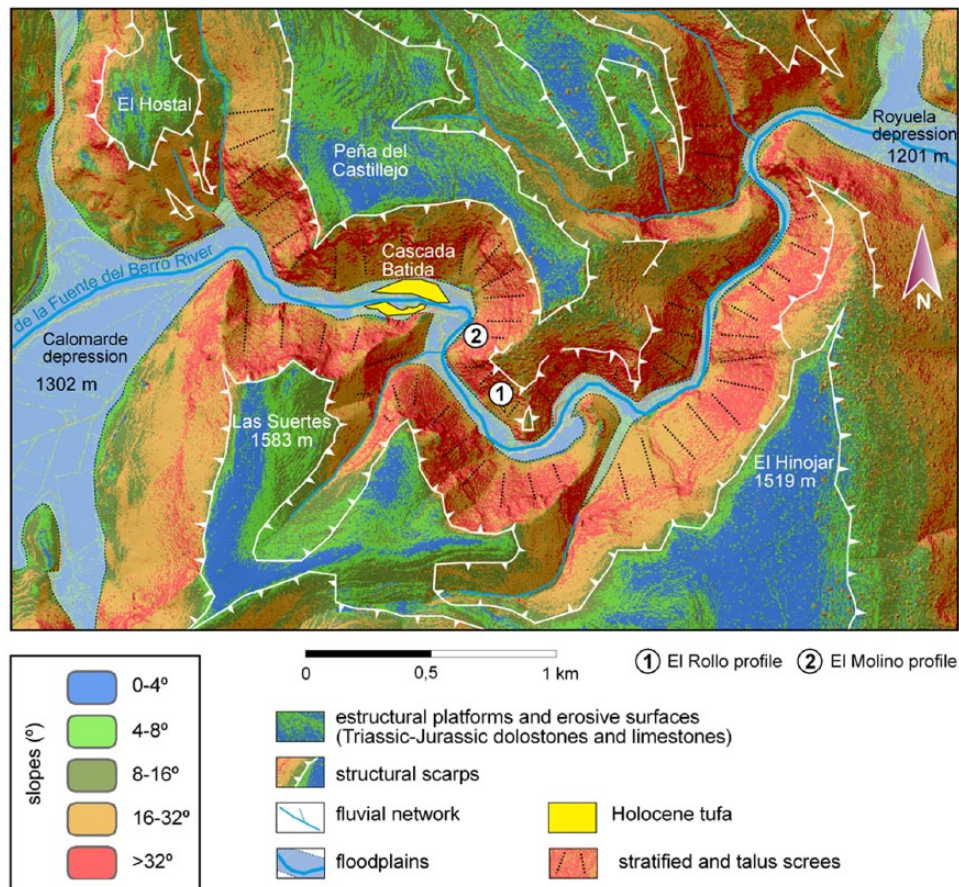 El Hostal
Peña del
Castillejo
Royuela
depression
1201 m
Cascada
Batida
de la Fuente del Berro River
Calomarde
depression
1302 m
N
2
1
Las Suertes
1583 m
El Hinojar
1519 m
slopes (º)
0-4º
4-8º
8-16º
16-32º
>32º
0
0,5
1 km
1 El Rollo profile
2 El Molino profile
estructural platforms and erosive surfaces
(Triassic-Jurassic dolostones and limestones)
structural scarps
fluvial network
Holocene tufa
floodplains
stratified and talus screes